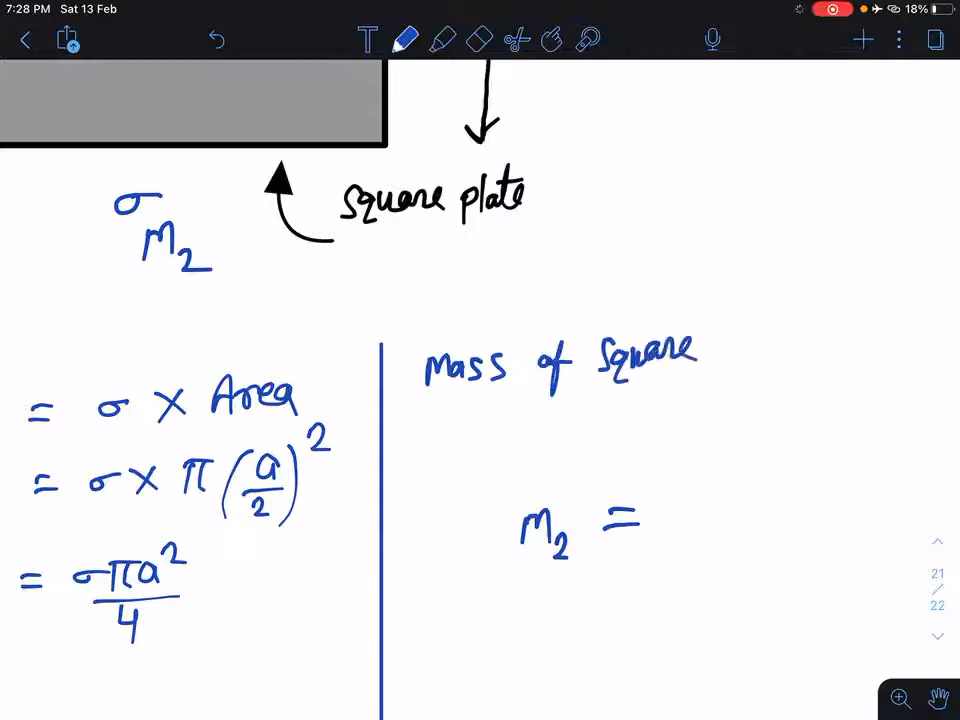 7:28 PM Sat 13 Feb
18%
T
square plate
σ
M₂
= σ × Area
= σ × π (a/2)²
= σπa²/4
Mass of square
M₂ =
21
/
22